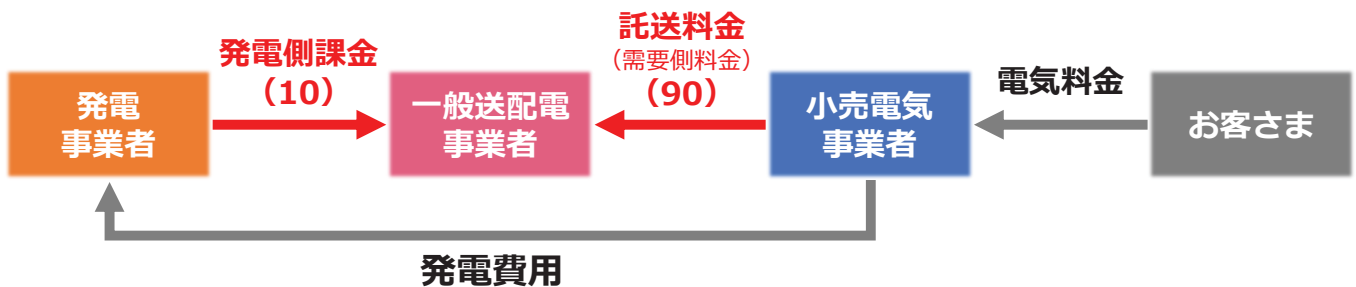 発電側課金
（10）
託送料金
（需要側料金）
（90）
電気料金
発電
事業者
一般送配電
事業者
小売電気
事業者
お客さま
発電費用